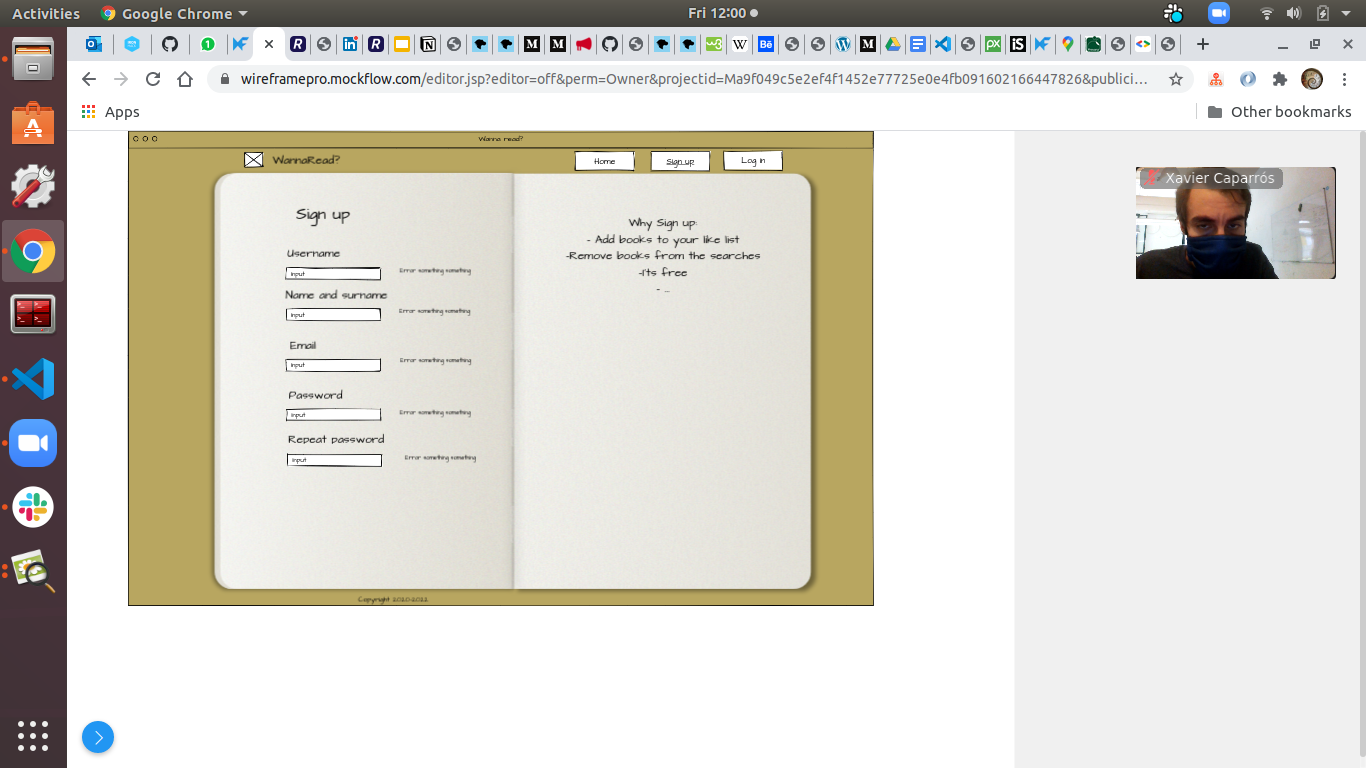 Activities
Google Chrome
Fri 12:00
wireframepro.mockflow.com/editor.jsp?editor=off&perm=Owner&projectid=Ma9f049c5e2ef4f1452e77725e0e4fb091602166447826&publici...
Apps
Other bookmarks
Wanna read?
WannaRead?
Home
Sign up
Log in
Sign up
Username
input
Error something something
Name and surname
input
Error something something
Email
input
Error something something
Password
input
Error something something
Repeat password
input
Error something something
Why Sign up:
- Add books to your like list
-Remove books from the searches
-I's free
- ...
Copyright 2020-2021
Xavier Caparrós